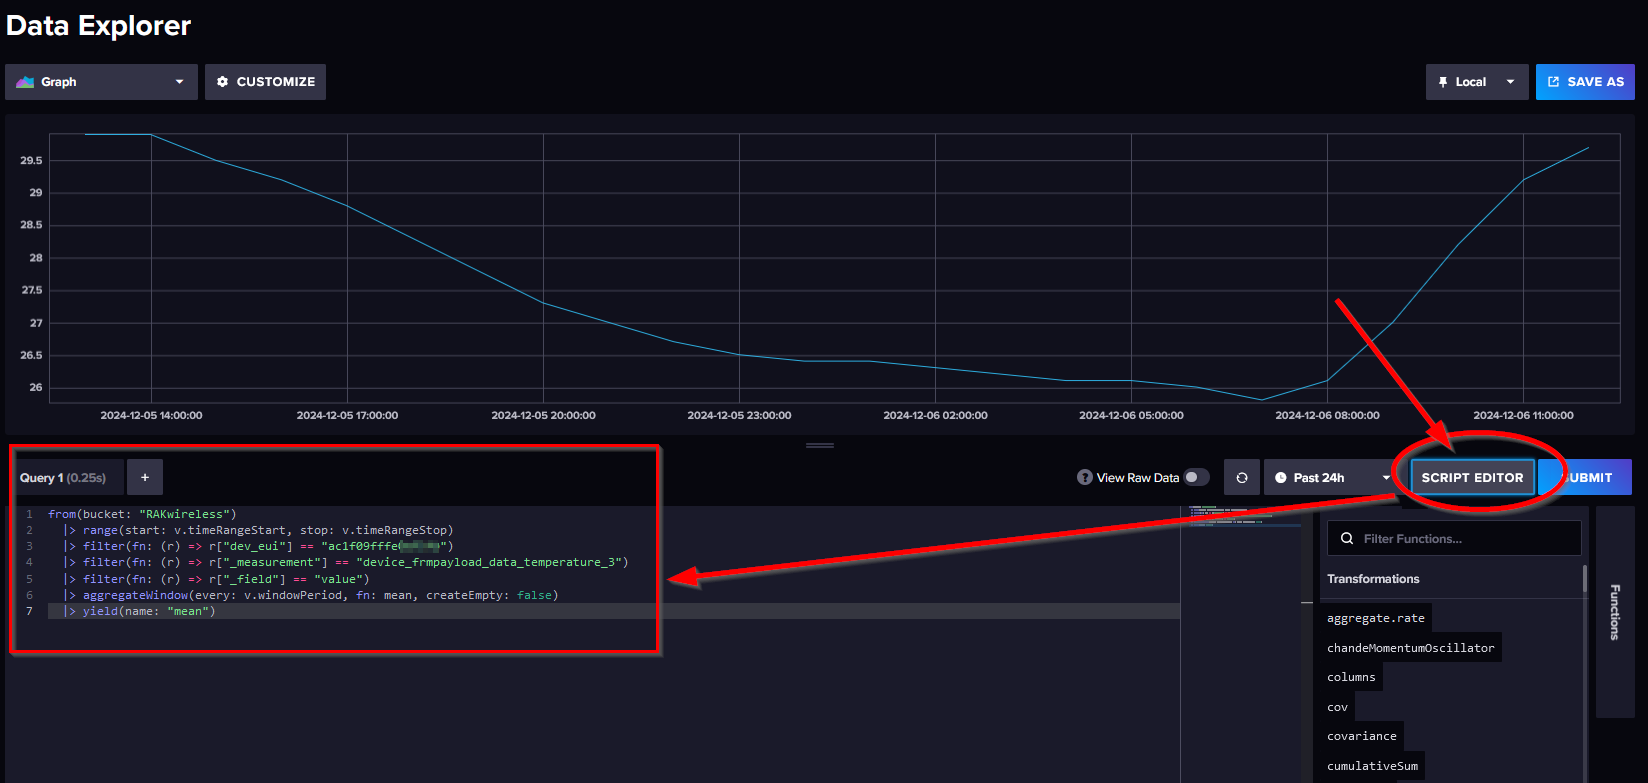 Data Explorer
Graph
CUSTOMIZE
Local
SAVE AS
29.5
29
28.5
28
27.5
27
26.5
26
2024-12-05 14:00:00
2024-12-05 17:00:00
2024-12-05 20:00:00
2024-12-05 23:00:00
2024-12-06 02:00:00
2024-12-06 05:00:00
2024-12-06 08:00:00
2024-12-06 11:00:00
Query 1 (0.25s)
+
? View Raw Data
Past 24h
SCRIPT EDITOR
UBMIT
1 from(bucket: "RAKwireless")
2 |> range(start: v.timeRangeStart, stop: v.timeRangeStop)
3 |> filter(fn: (r) => r["dev_eui"] == "ac1f09fffe")
4 |> filter(fn: (r) => r["_measurement"] == "device_frmpayload_data_temperature_3")
5 |> filter(fn: (r) => r["_field"] == "value")
6 |> aggregateWindow(every: v.windowPeriod, fn: mean, createEmpty: false)
7 |> yield(name: "mean")
Filter Functions...
Transformations
aggregate.rate
chandeMomentumOscillator
columns
cov
covariance
cumulativeSum
Functions